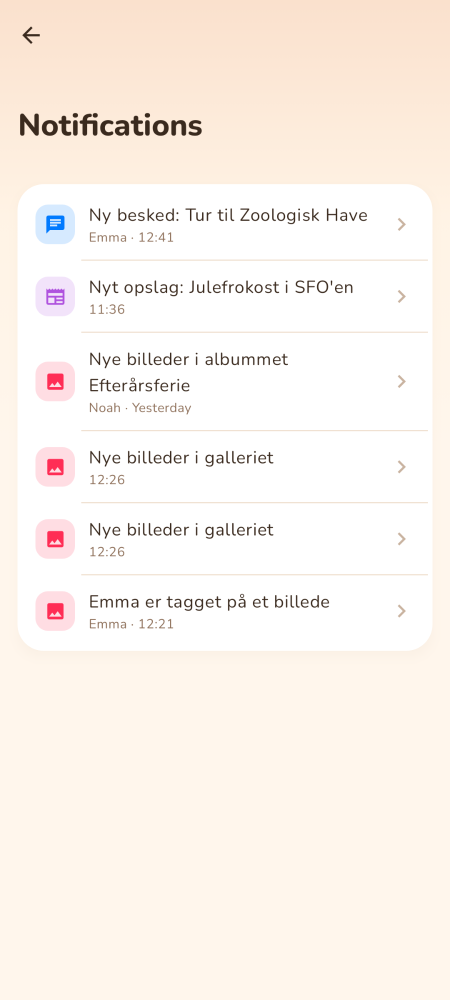 Notifications
Ny besked: Tur til Zoologisk Have
Emma · 12:41
Nyt opslag: Julefrokost i SFO'en
11:36
Nye billeder i albummet
Efterårsferie
Noah · Yesterday
Nye billeder i galleriet
12:26
Nye billeder i galleriet
12:26
Emma er tagget på et billede
Emma · 12:21